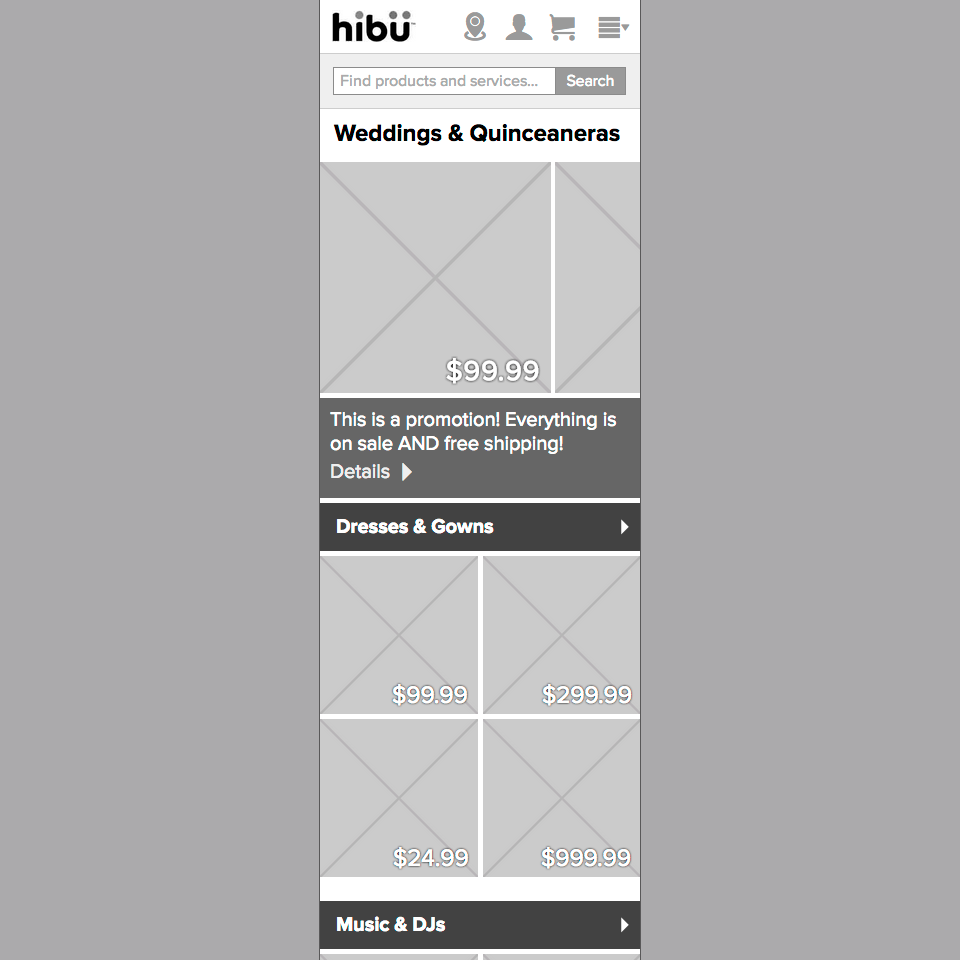 hibü™
Find products and services...
Search
Weddings & Quinceaneras
$99.99
This is a promotion! Everything is
on sale AND free shipping!
Details
Dresses & Gowns
$99.99
$299.99
$24.99
$999.99
Music & DJs